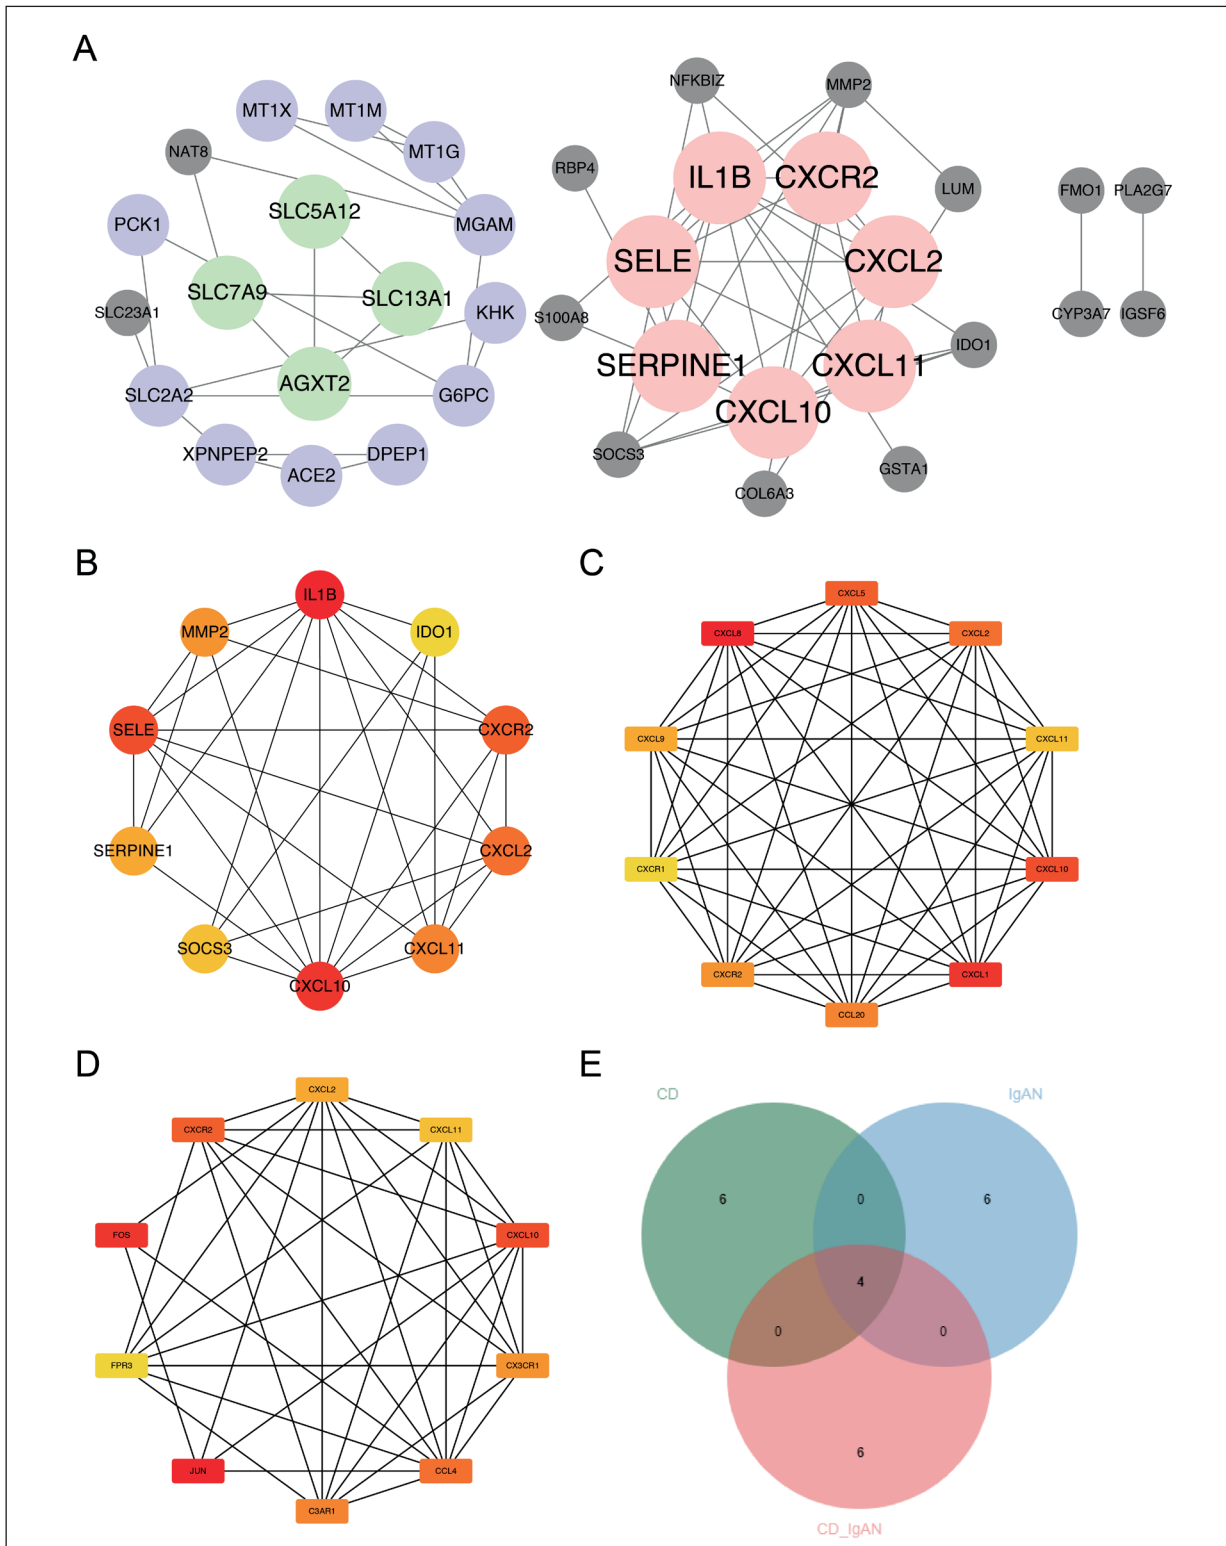 A
MT1X
MT1M
MT1G
NAT8
SLC5A12
PCK1
MGAM
SLC7A9
SLC13A1
SLC23A1
KHK
AGXT2
SLC2A2
G6PC
XPNPEP2
DPEP1
ACE2
NFKBIZ
MMP2
RBP4
IL1B
CXCR2
LUM
SELE
CXCL2
S100A8
IDO1
SERPINE1
CXCL11
CXCL10
SOCS3
GSTA1
COL6A3
FMO1
PLA2G7
CYP3A7
IGSF6
B
IL1B
MMP2
IDO1
SELE
CXCR2
SERPINE1
CXCL2
SOCS3
CXCL11
CXCL10
C
CXCL5
CXCL8
CXCL2
CXCL9
CXCL11
CXCR1
CXCL10
CXCR2
CXCL1
CCL20
D
CXCL2
CXCR2
CXCL11
FOS
CXCL10
FPR3
CX3CR1
JUN
CCL4
C3AR1
E
CD
IgAN
6
0
6
4
0
0
6
CD_IgAN